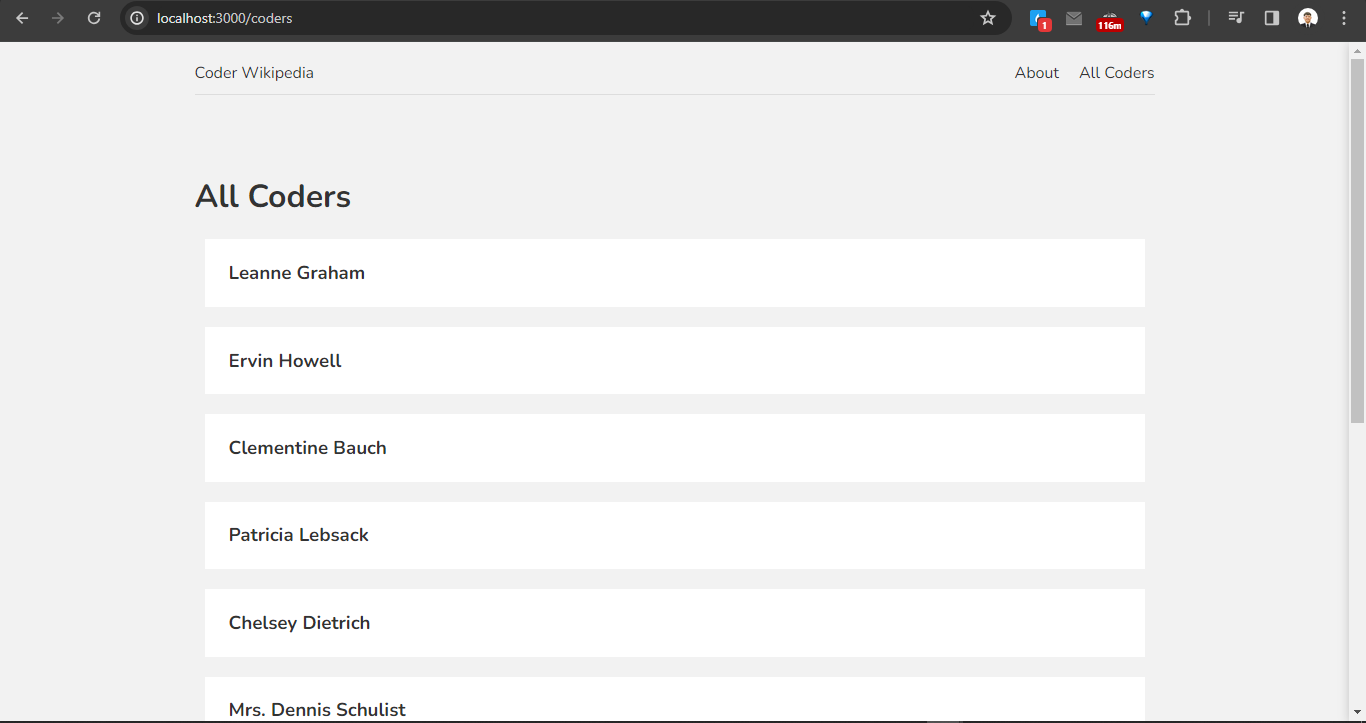 localhost:3000/coders
1
116m
Coder Wikipedia
About
All Coders
All Coders
Leanne Graham
Ervin Howell
Clementine Bauch
Patricia Lebsack
Chelsey Dietrich
Mrs. Dennis Schulist